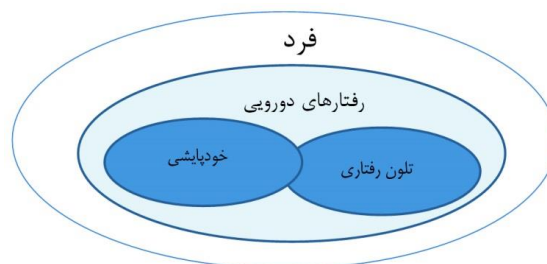 فرد
رفتارهای دورویی
خودپایشی
تلون رفتاری